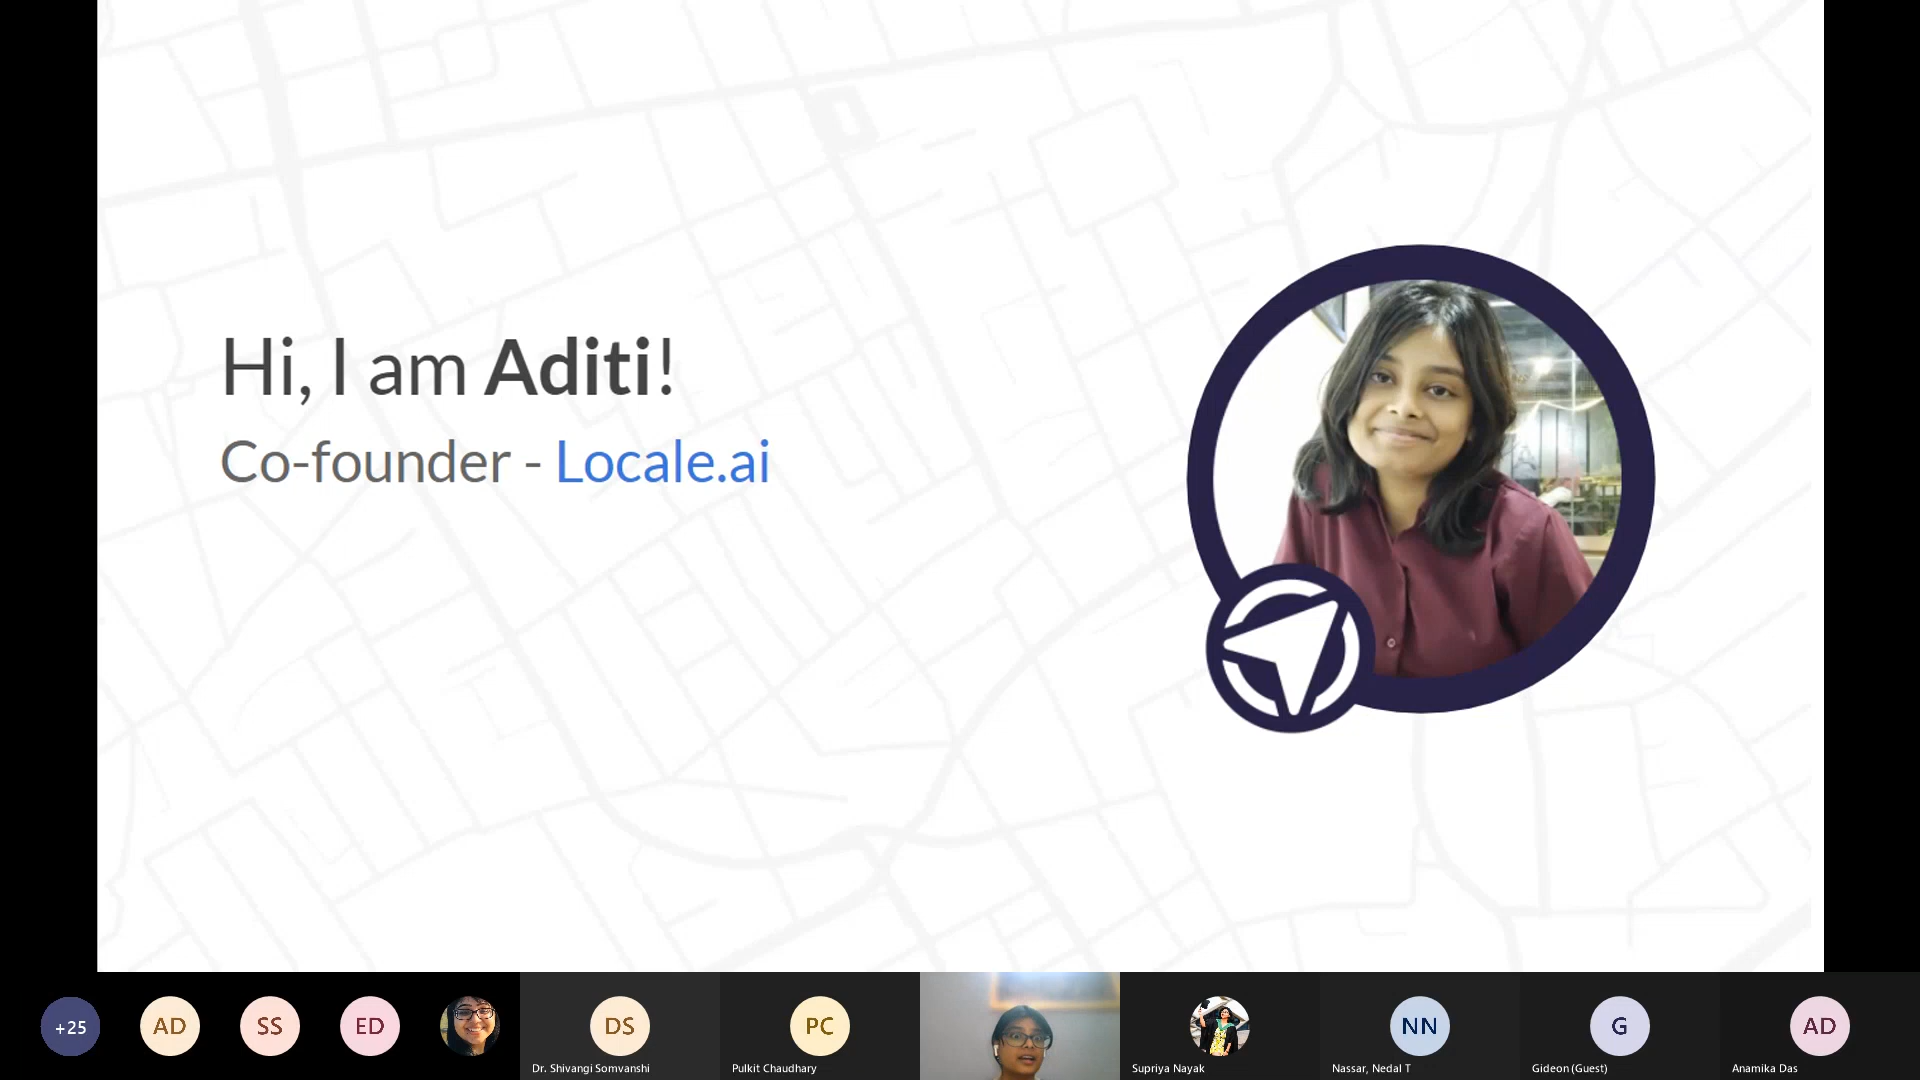 Hi, I am Aditi!
Co-founder - Locale.ai
+25
AD
SS
ED
DS
PC
NN
G
AD
Dr. Shivangi Somvanshi
Pulkit Chaudhary
Supriya Nayak
Nassar, Nedal T
Gideon (Guest)
Anamika Das